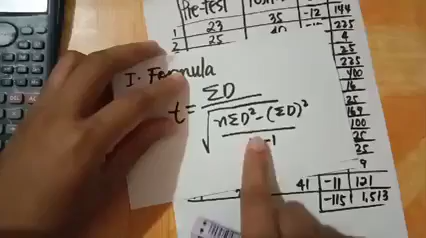 Pre-test
1 23 35 -12 144
2 25 40 225
4
25
225
400
16
25
169
100
25
25
9
I. Formula
t = ΣD
nΣD² - (ΣD)²
-1
41 -11 121
-115 1,513